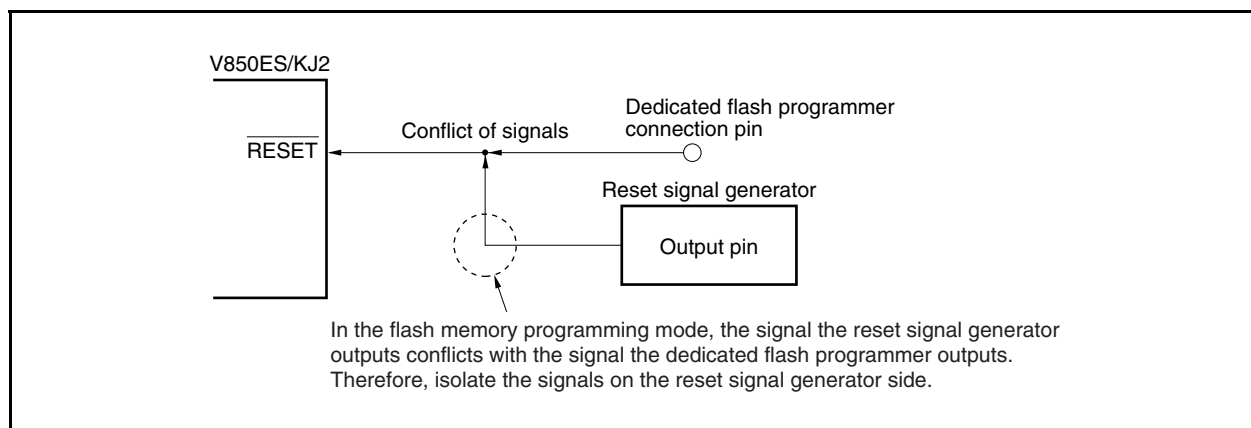 V850ES/KJ2
Dedicated flash programmer
connection pin
Conflict of signals
RESET
Reset signal generator
Output pin
In the flash memory programming mode, the signal the reset signal generator
outputs conflicts with the signal the dedicated flash programmer outputs.
Therefore, isolate the signals on the reset signal generator side.